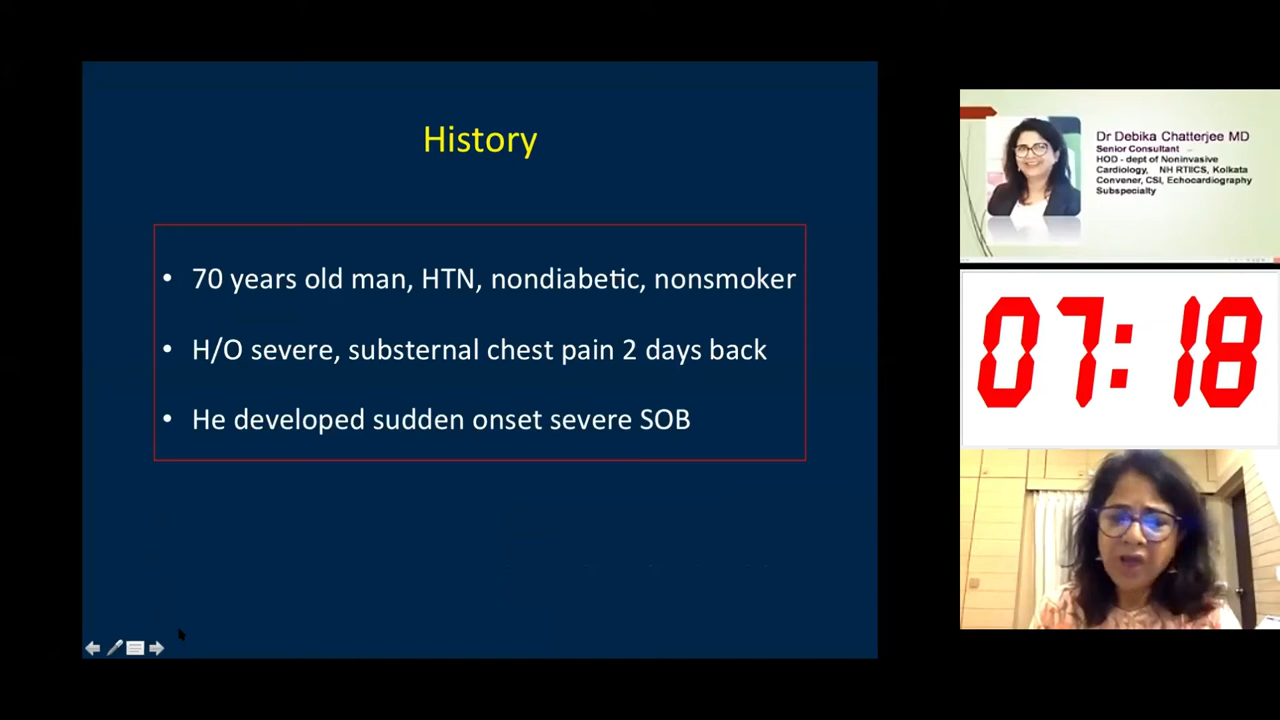 History
• 70 years old man, HTN, nondiabetic, nonsmoker
• H/O severe, substernal chest pain 2 days back
• He developed sudden onset severe SOB
Dr Debika Chatterjee MD
Senior Consultant
HOD - dept of Noninvasive
Cardiology, NH RTIICS, Kolkata
Convener, CSI, Echocardiography
Subspecialty
07:18